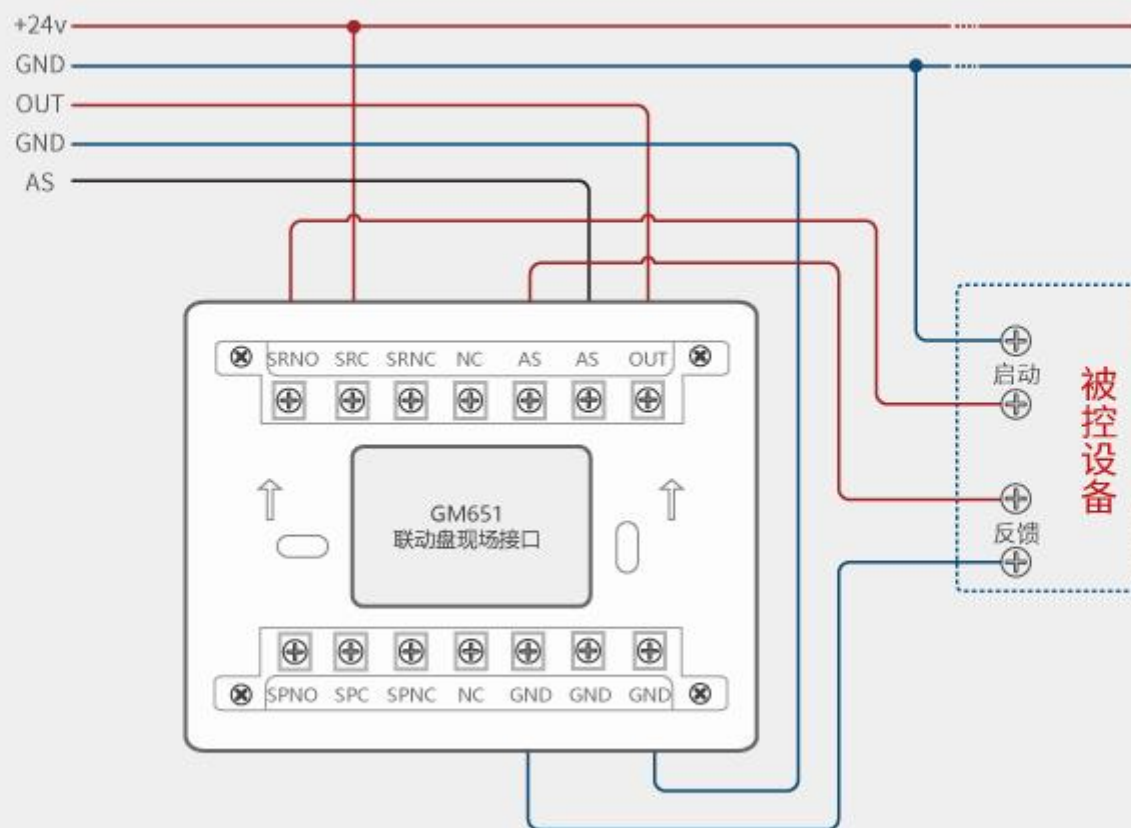 +24v
GND
OUT
GND
AS
SRNO SRC SRNC NC AS AS OUT
启动
被控设备
GM651
联动盘现场接口
反馈
SPNO SPC SPNC NC GND GND GND